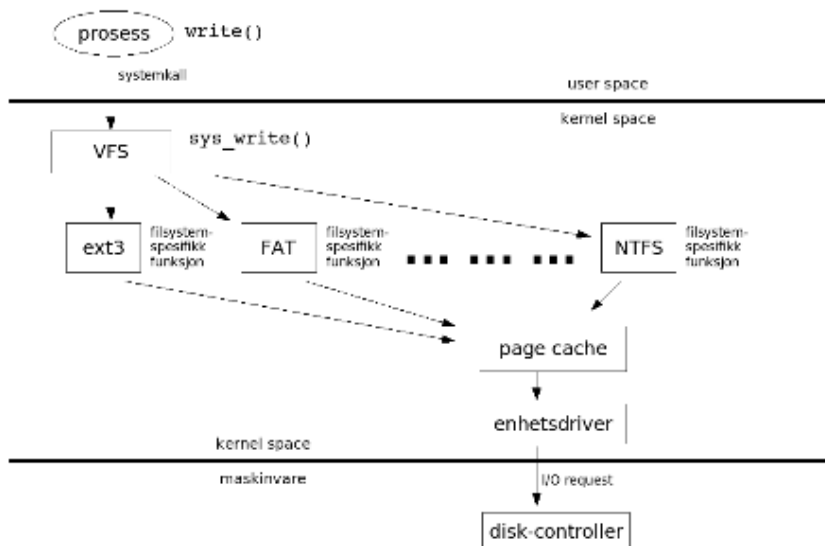 prosess write()
systemkall
user space
kernel space
VFS
sys_write()
ext3
filsystem-
spesifikk
funksjon
FAT
filsystem-
spesifikk
funksjon
NTFS
filsystem-
spesifikk
funksjon
page cache
enhetsdriver
kernel space
maskinvare
I/O request
disk-controller